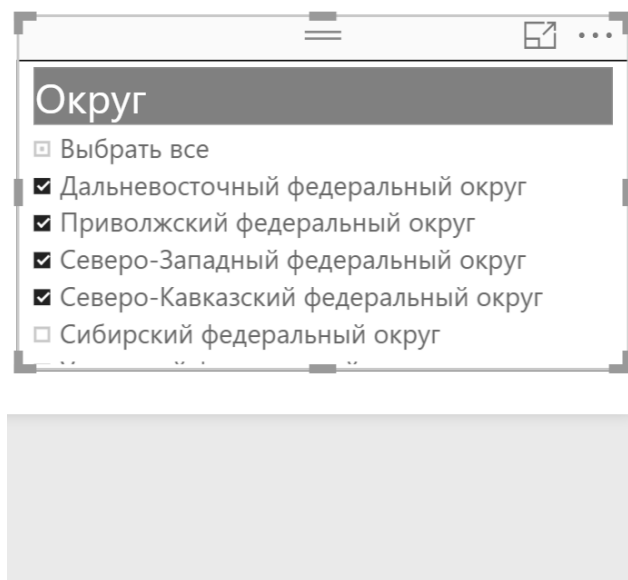 Округ
Выбрать все
Дальневосточный федеральный округ
Приволжский федеральный округ
Северо-Западный федеральный округ
Северо-Кавказский федеральный округ
Сибирский федеральный округ